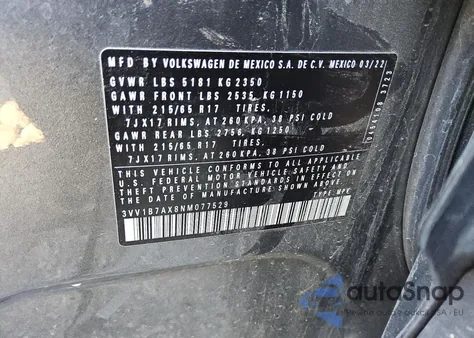 MFD BY VOLKSWAGEN DE MEXICO S.A. DE C.V. MEXICO 03/22
GVWR LBS 5181 KG 2350
GAWR FRONT LBS 2535, KG 1150
WITH 215/65 R17 TIRES,
7JX17 RIMS, AT 260 KPA, 38 PSI COLD
GAWR REAR LBS 2756, KG 1250
WITH 215/65 R17 TIRES,
7JX17 RIMS, AT 260 KPA, 38 PSI COLD
THIS VEHICLE CONFORMS TO ALL APPLICABLE
U.S. FEDERAL MOTOR VEHICLE SAFETY AND
THEFT PREVENTION STANDARDS IN EFFECT ON
THE DATE OF MANUFACTURE SHOWN ABOVE
3VV1B7AX8NM077529
TYPE: MPV
autoSnap